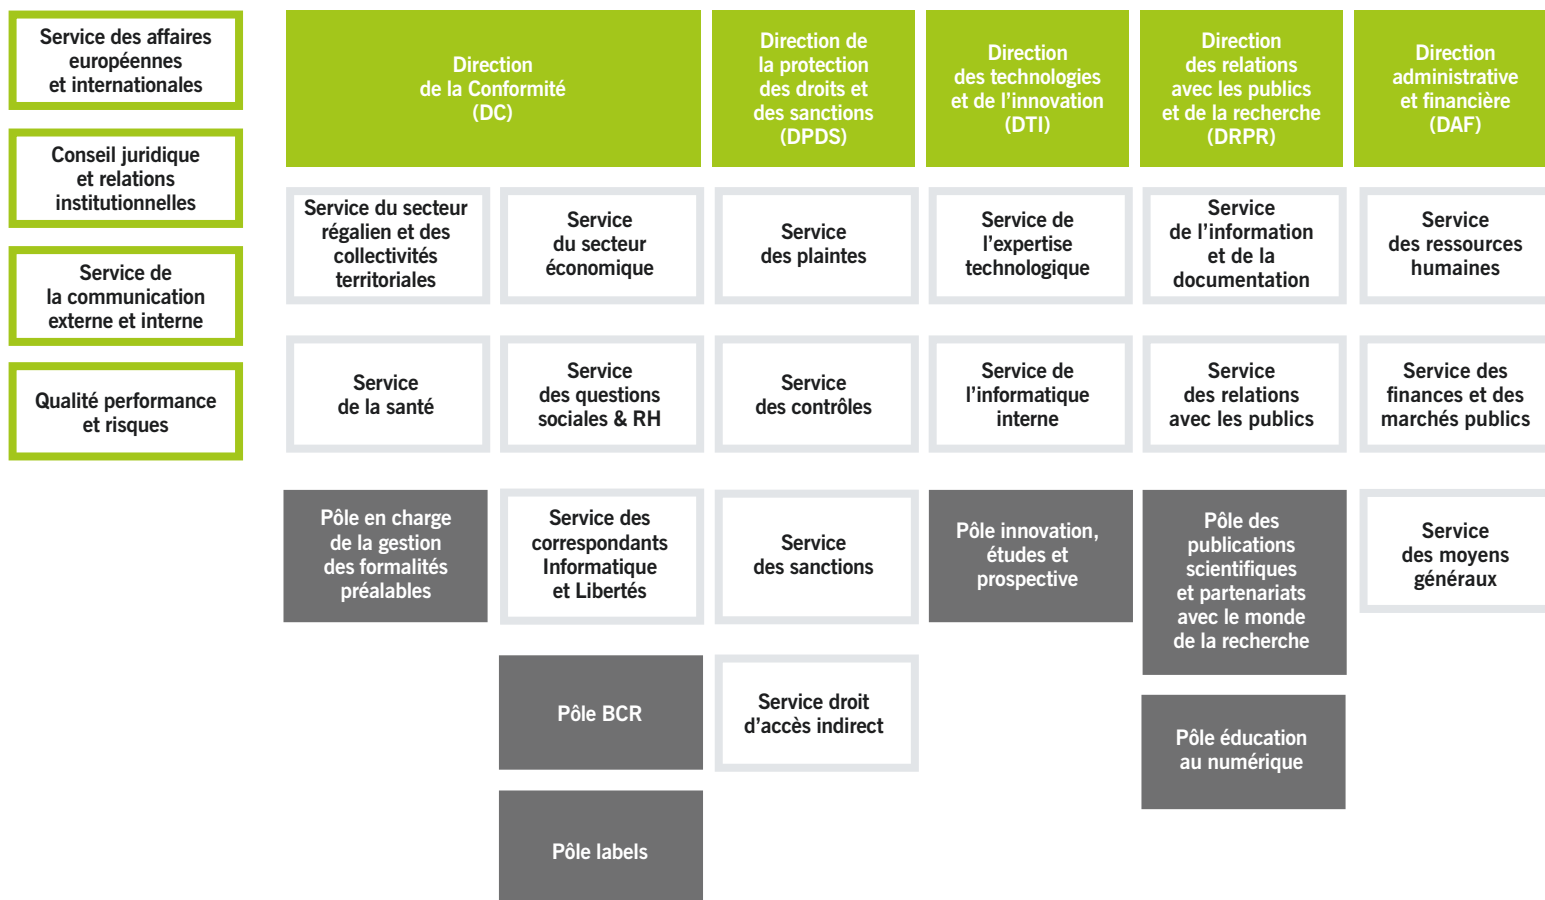 Service des affaires
européennes
et internationales
Conseil juridique
et relations
institutionnelles
Service de
la communication
externe et interne
Qualité performance
et risques
Direction
de la Conformité
(DC)
Direction de
la protection
des droits et
des sanctions
(DPDS)
Direction
des technologies
et de l’innovation
(DTI)
Direction
des relations
avec les publics
et de la recherche
(DRPR)
Direction
administrative
et financière
(DAF)
Service du secteur
régalien et des
collectivités
territoriales
Service
du secteur
économique
Service
des plaintes
Service de
l’expertise
technologique
Service
de l’information
et de la
documentation
Service
des ressources
humaines
Service
de la santé
Service
des questions
sociales & RH
Service
des contrôles
Service de
l’informatique
interne
Service
des relations
avec les publics
Service des
finances et des
marchés publics
Pôle en charge
de la gestion
des formalités
préalables
Service des
correspondants
Informatique
et Libertés
Service
des sanctions
Pôle innovation,
études et
prospective
Pôle des
publications
scientifiques
et partenariats
avec le monde
de la recherche
Service
des moyens
généraux
Pôle BCR
Service droit
d’accès indirect
Pôle éducation
au numérique
Pôle labels